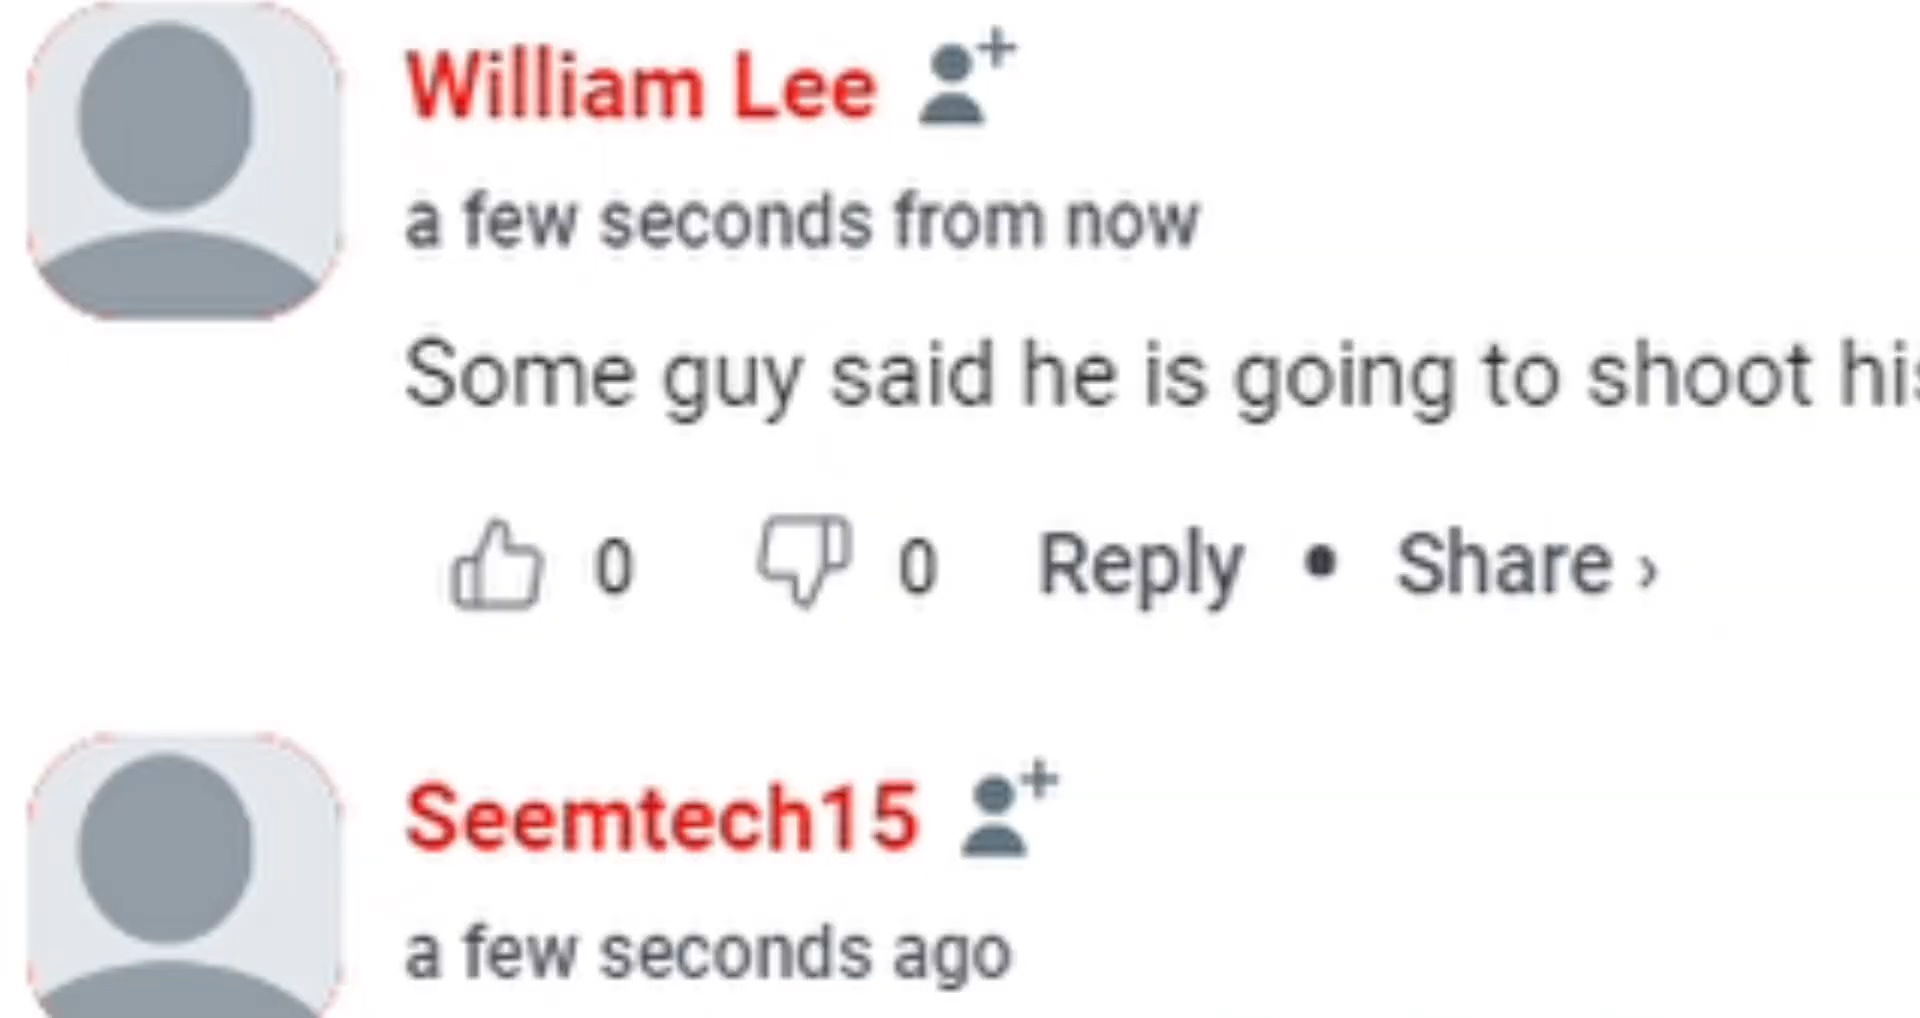 William Lee
a few seconds from now
Some guy said he is going to shoot his
0 0 Reply • Share ›
Seemtech15
a few seconds ago